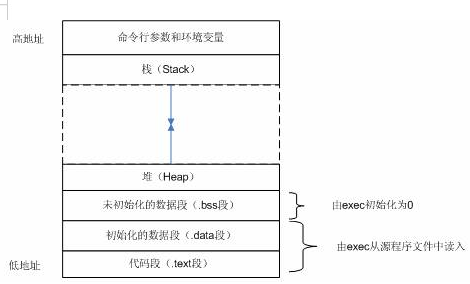 高地址
命令行参数和环境变量
栈（Stack）
堆（Heap）
未初始化的数据段（.bss段）
由exec初始化为0
初始化的数据段（.data段）
由exec从源程序文件中读入
低地址
代码段（.text段）